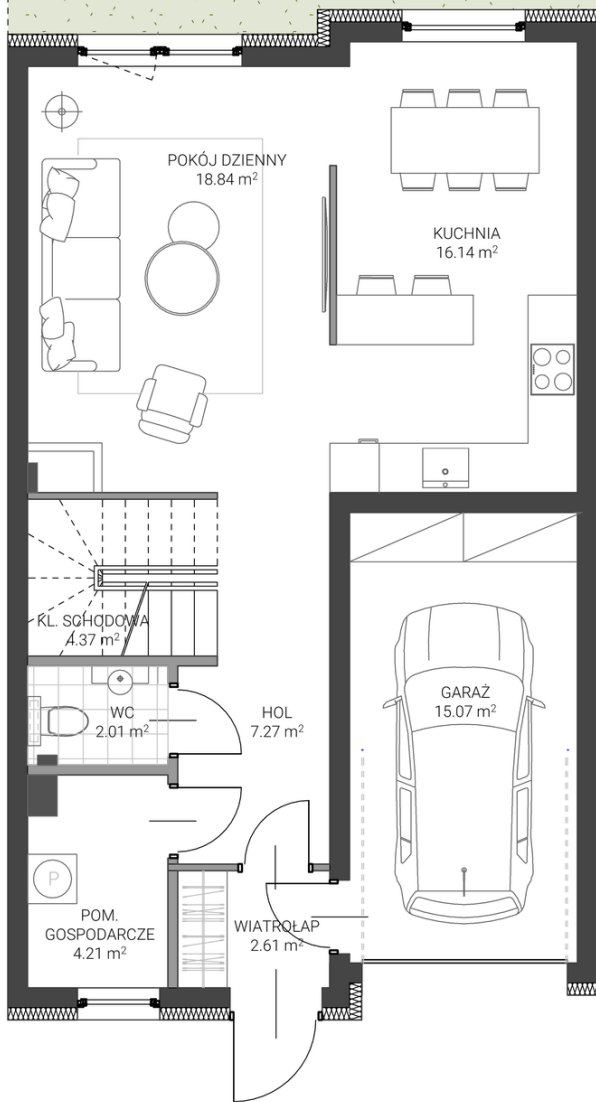 POKÓJ DZIENNY
18.84 m²
KUCHNIA
16.14 m²
KL. SCHODOWA
4.37 m²
WC
2.01 m²
HOL
7.27 m²
GARAŻ
15.07 m²
P
POM.
GOSPODARCZE
4.21 m²
WIATROŁAP
2.61 m²